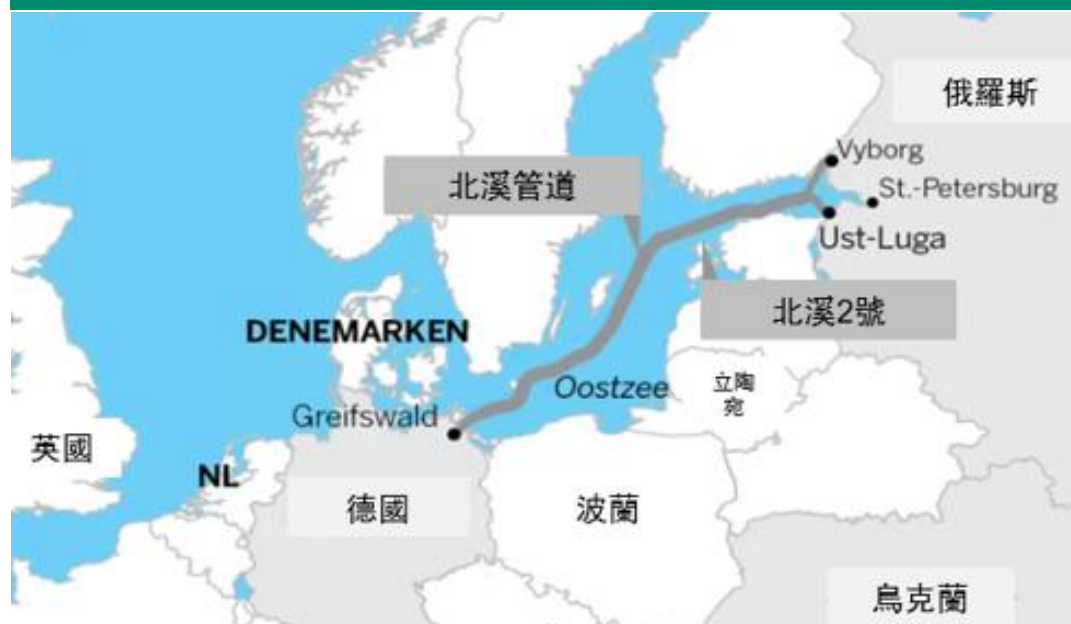 俄羅斯
Vyborg
北溪管道
St.-Petersburg
Ust-Luga
北溪2號
DENEMARKEN
Oostzee
立陶
宛
Greifswald
英國
NL
德國
波蘭
烏克蘭